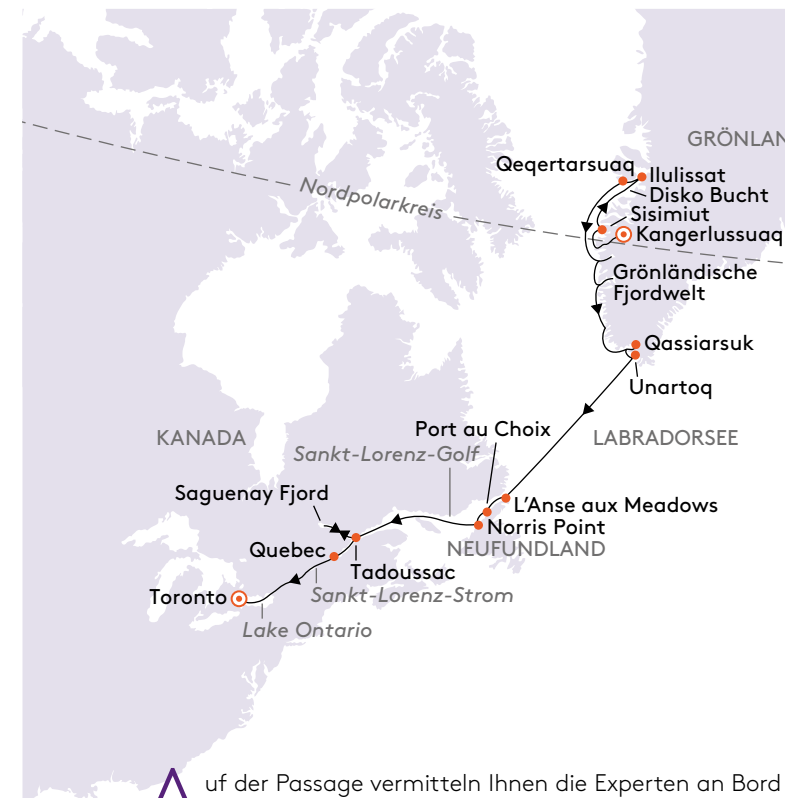 GRÖNLAN
Qeqertarsuaq
Ilulissat
Disko Bucht
Nordpolarkreis
Sisimiut
Kangerlussuaq
Grönländische
Fjordwelt
Qassiarsuk
Unartoq
Port au Choix
KANADA
LABRADORSEE
Sankt-Lorenz-Golf
Saguenay Fjord
L'Anse aux Meadows
Norris Point
NEUFUNDLAND
Quebec
Tadoussac
Toronto
Sankt-Lorenz-Strom
Lake Ontario
Auf der Passage vermitteln Ihnen die Experten an Bord